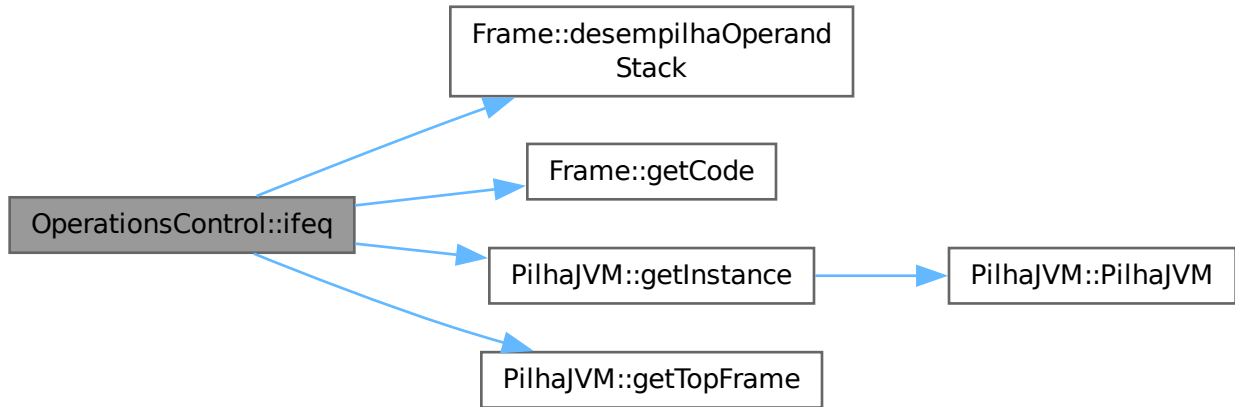 Frame::desempilhaOperand
Stack
Frame::getCode
OperationsControl::ifeq
PilhaJVM::getInstance
PilhaJVM::PilhaJVM
PilhaJVM::getTopFrame